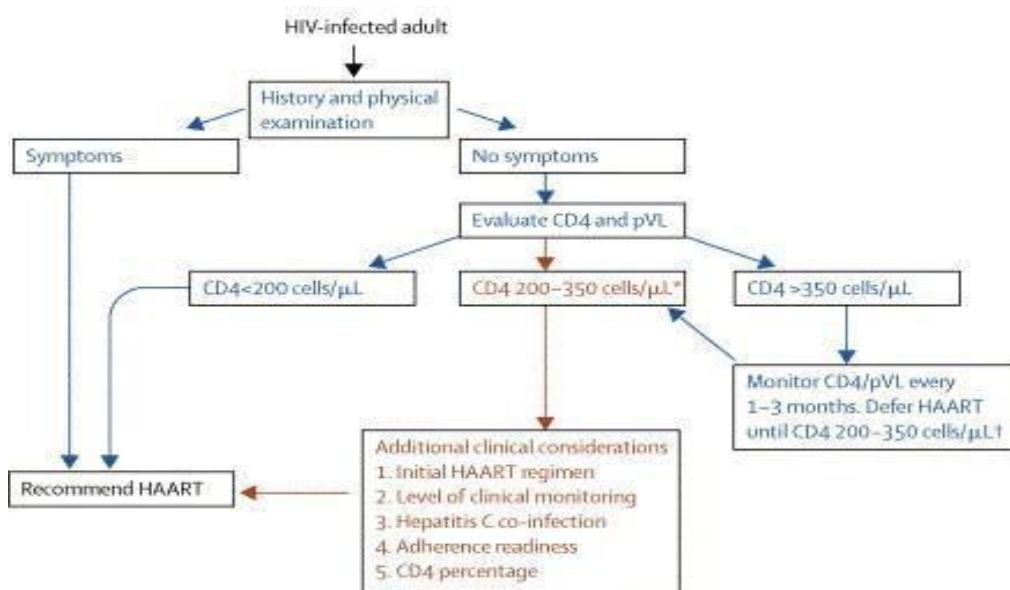 HIV-infected adult
History and physical
examination
Symptoms
No symptoms
Evaluate CD4 and pVL
CD4<200 cells/μL
CD4 200–350 cells/μL*
CD4 >350 cells/μL
Monitor CD4/pVL every
1–3 months. Defer HAART
until CD4 200–350 cells/μL†
Additional clinical considerations
1. Initial HAART regimen
2. Level of clinical monitoring
3. Hepatitis C co-infection
4. Adherence readiness
5. CD4 percentage
Recommend HAART